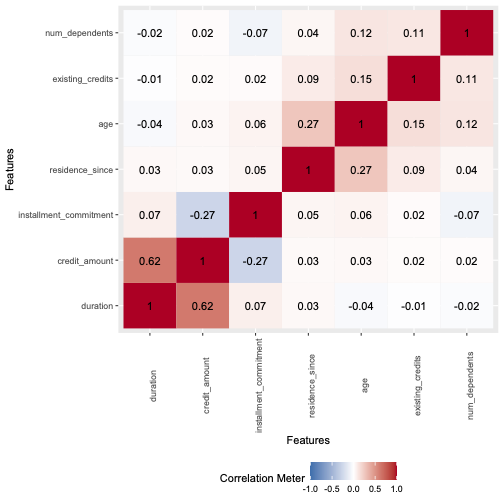 Features
num_dependents -0.02 0.02 -0.07 0.04 0.12 0.11 1
existing_credits -0.01 0.02 0.02 0.09 0.15 1 0.11
age -0.04 0.03 0.06 0.27 1 0.15 0.12
residence_since 0.03 0.03 0.05 1 0.27 0.09 0.04
installment_commitment 0.07 -0.27 1 0.05 0.06 0.02 -0.07
credit_amount 0.62 1 -0.27 0.03 0.03 0.02 0.02
duration 1 0.62 0.07 0.03 -0.04 -0.01 -0.02
duration
credit_amount
installment_commitment
residence_since
age
existing_credits
num_dependents
Features
Correlation Meter
-1.0 -0.5 0.0 0.5 1.0